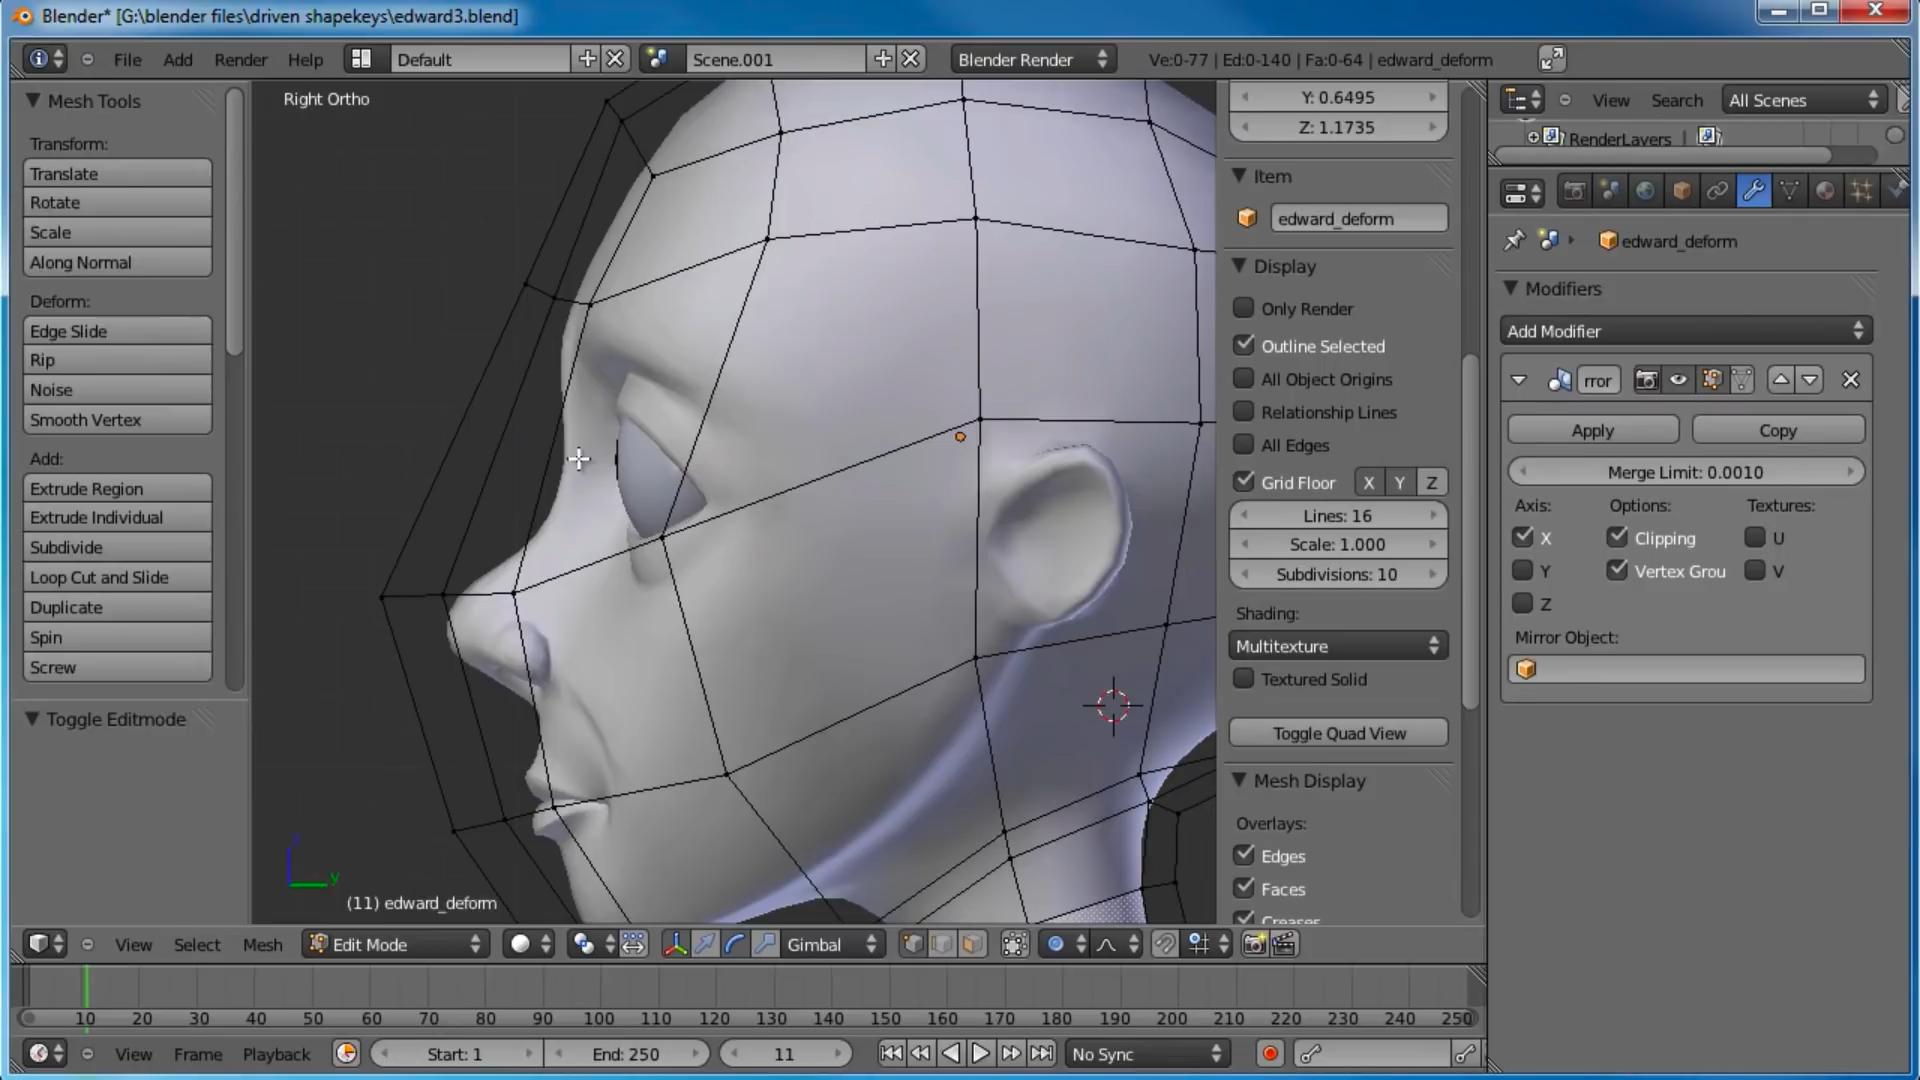 Blender* [G:\blender files\driven shapekeys\edward3.blend]
File Add Render Help Default Scene.001 Blender Render Ve:0-77 | Ed:0-140 | Fa:0-64 | edward_deform
View Search All Scenes
RenderLayers
Mesh Tools
Transform:
Translate
Rotate
Scale
Along Normal
Deform:
Edge Slide
Rip
Noise
Smooth Vertex
Add:
Extrude Region
Extrude Individual
Subdivide
Loop Cut and Slide
Duplicate
Spin
Screw
Toggle Editmode
Right Ortho
y
(11) edward_deform
Y: 0.6495
Z: 1.1735
Item
edward_deform
Display
Only Render
Outline Selected
All Object Origins
Relationship Lines
All Edges
Grid Floor X Y Z
Lines: 16
Scale: 1.000
Subdivisions: 10
Shading:
Multitexture
Textured Solid
Toggle Quad View
Mesh Display
Overlays:
Edges
Faces
Creases
edward_deform
Modifiers
Add Modifier
rror
Apply Copy
Merge Limit: 0.0010
Axis: Options: Textures:
X Clipping U
Y Vertex Grou V
Z
Mirror Object:
View Select Mesh Edit Mode Gimbal
10 20 30 40 50 60 70 80 90 100 110 120 130 140 150 160 170 180 190 200 210 220 230 240 250
View Frame Playback Start: 1 End: 250 11 No Sync